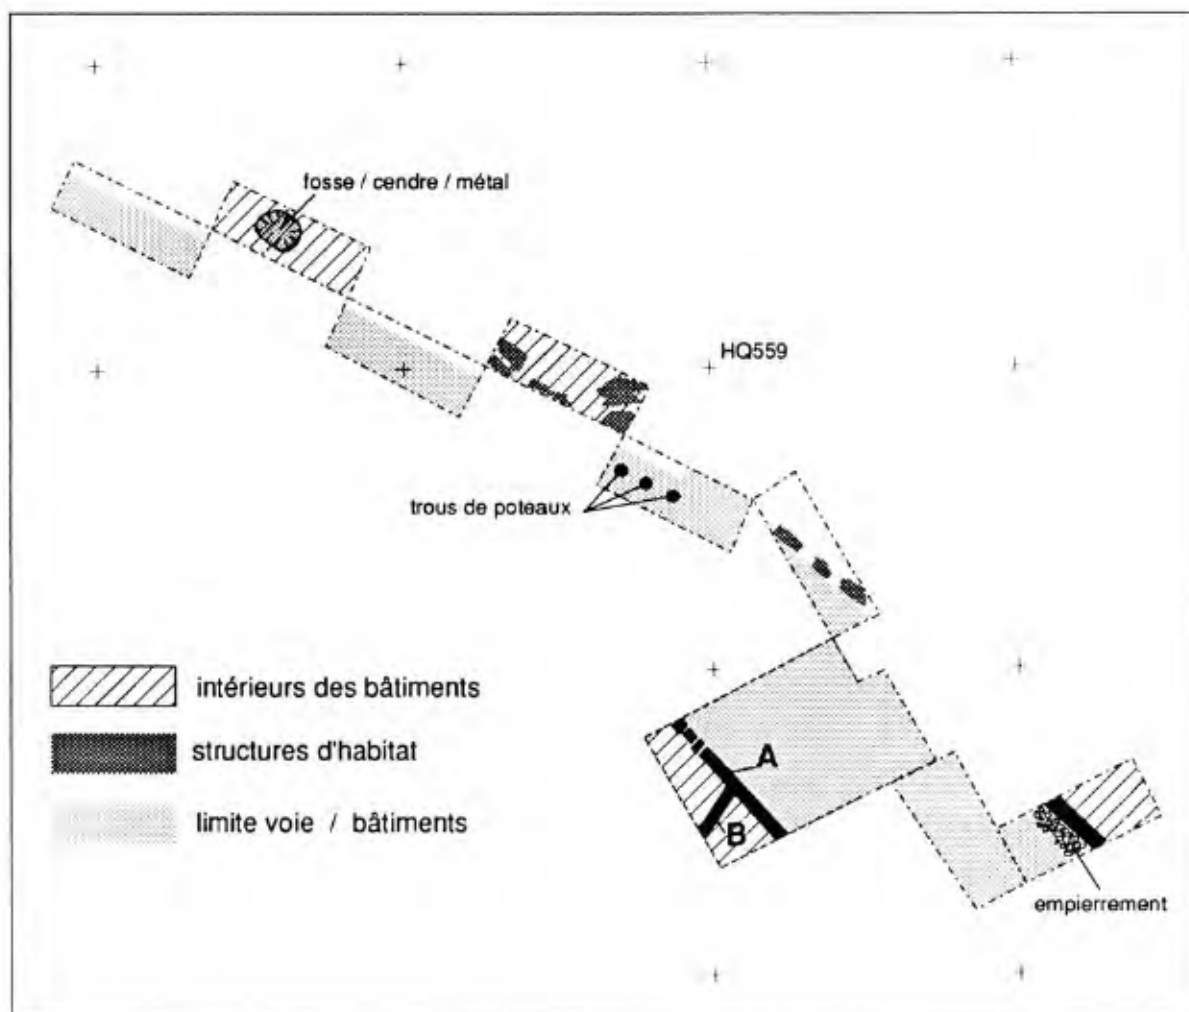 fosse / cendre / métal
HQ559
trous de poteaux
intérieurs des bâtiments
structures d'habitat
A
limite voie / bâtiments
B
empierrement